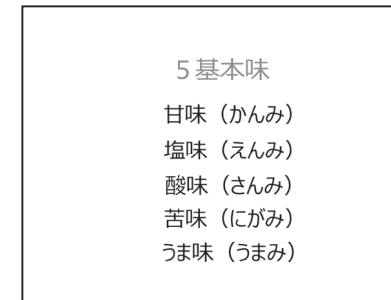 5基本味
甘味（かんみ）
塩味（えんみ）
酸味（さんみ）
苦味（にがみ）
うま味（うまみ）